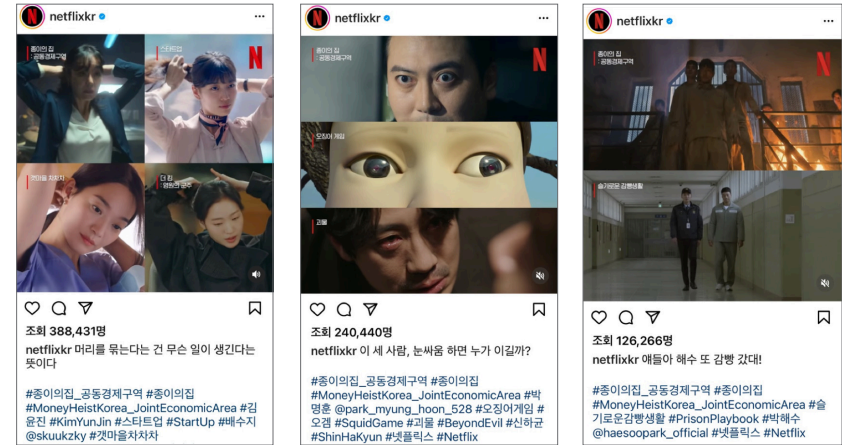 netflixkr
종이의 집
: 공동경제구역
스타트업
N
갯마을 차차차
더 킹
: 영원의 군주
조회 388,431명
netflixkr 머리를 묶는다는 건 무슨 일이 생긴다는
뜻이다
#종이의집_공동경제구역 #종이의집
#MoneyHeistKorea_JointEconomicArea #김
윤진 #KimYunJin #스타트업 #StartUp #배수지
@skuukzky #갯마을차차차
netflixkr
종이의 집
: 공동경제구역
N
오징어 게임
괴물
조회 240,440명
netflixkr 이 세 사람, 눈싸움 하면 누가 이길까?
#종이의집_공동경제구역 #종이의집
#MoneyHeistKorea_JointEconomicArea #박
명훈 @park_myung_hoon_528 #오징어게임 #
오겜 #SquidGame #괴물 #BeyondEvil #신하균
#ShinHaKyun #넷플릭스 #Netflix
netflixkr
종이의 집
: 공동경제구역
N
슬기로운 감빵생활
조회 126,266명
netflixkr 얘들아 해수 또 감빵 갔대!
#종이의집_공동경제구역 #종이의집
#MoneyHeistKorea_JointEconomicArea #슬
기로운감빵생활 #PrisonPlaybook #박해수
@haesoopark_official #넷플릭스 #Netflix